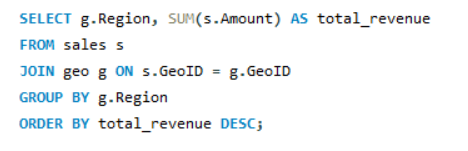 SELECT g.Region, SUM(s.Amount) AS total_revenue
FROM sales s
JOIN geo g ON s.GeoID = g.GeoID
GROUP BY g.Region
ORDER BY total_revenue DESC;